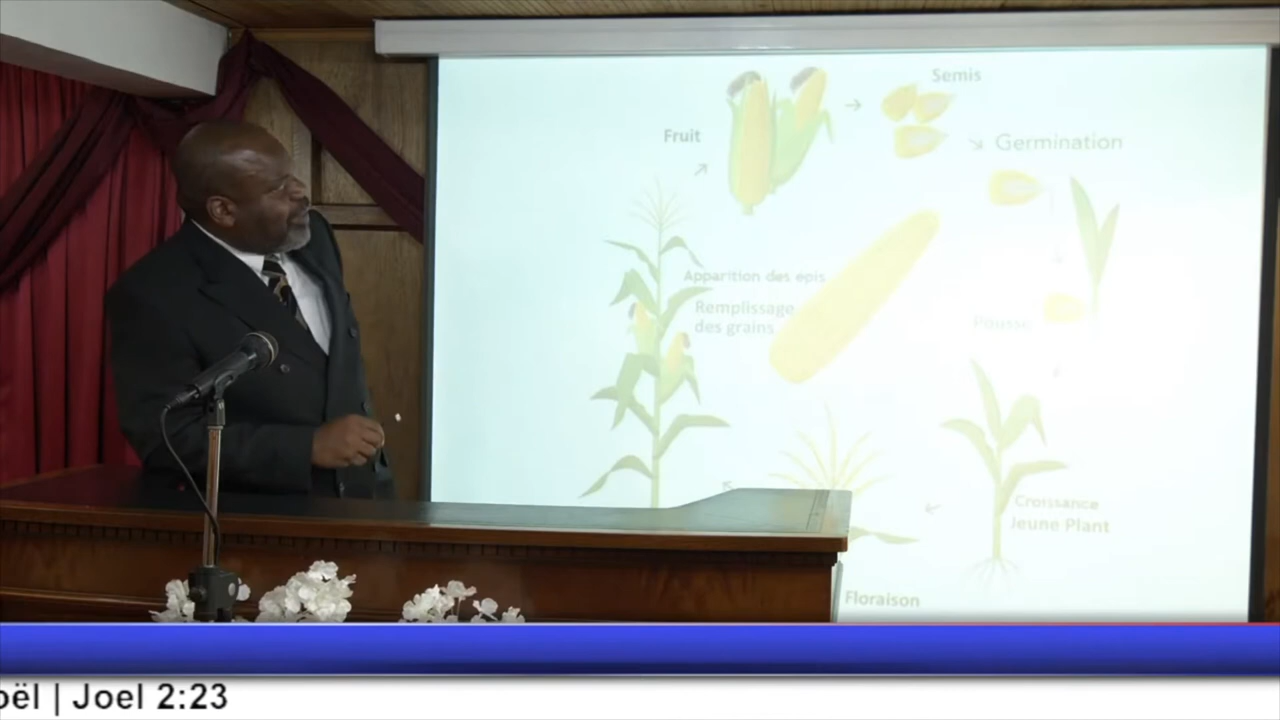 Semis
Fruit
Germination
Apparition des epis
Remplissage
des grains
Pousse
Croissance
Jeune Plant
Floraison
oël | Joel 2:23